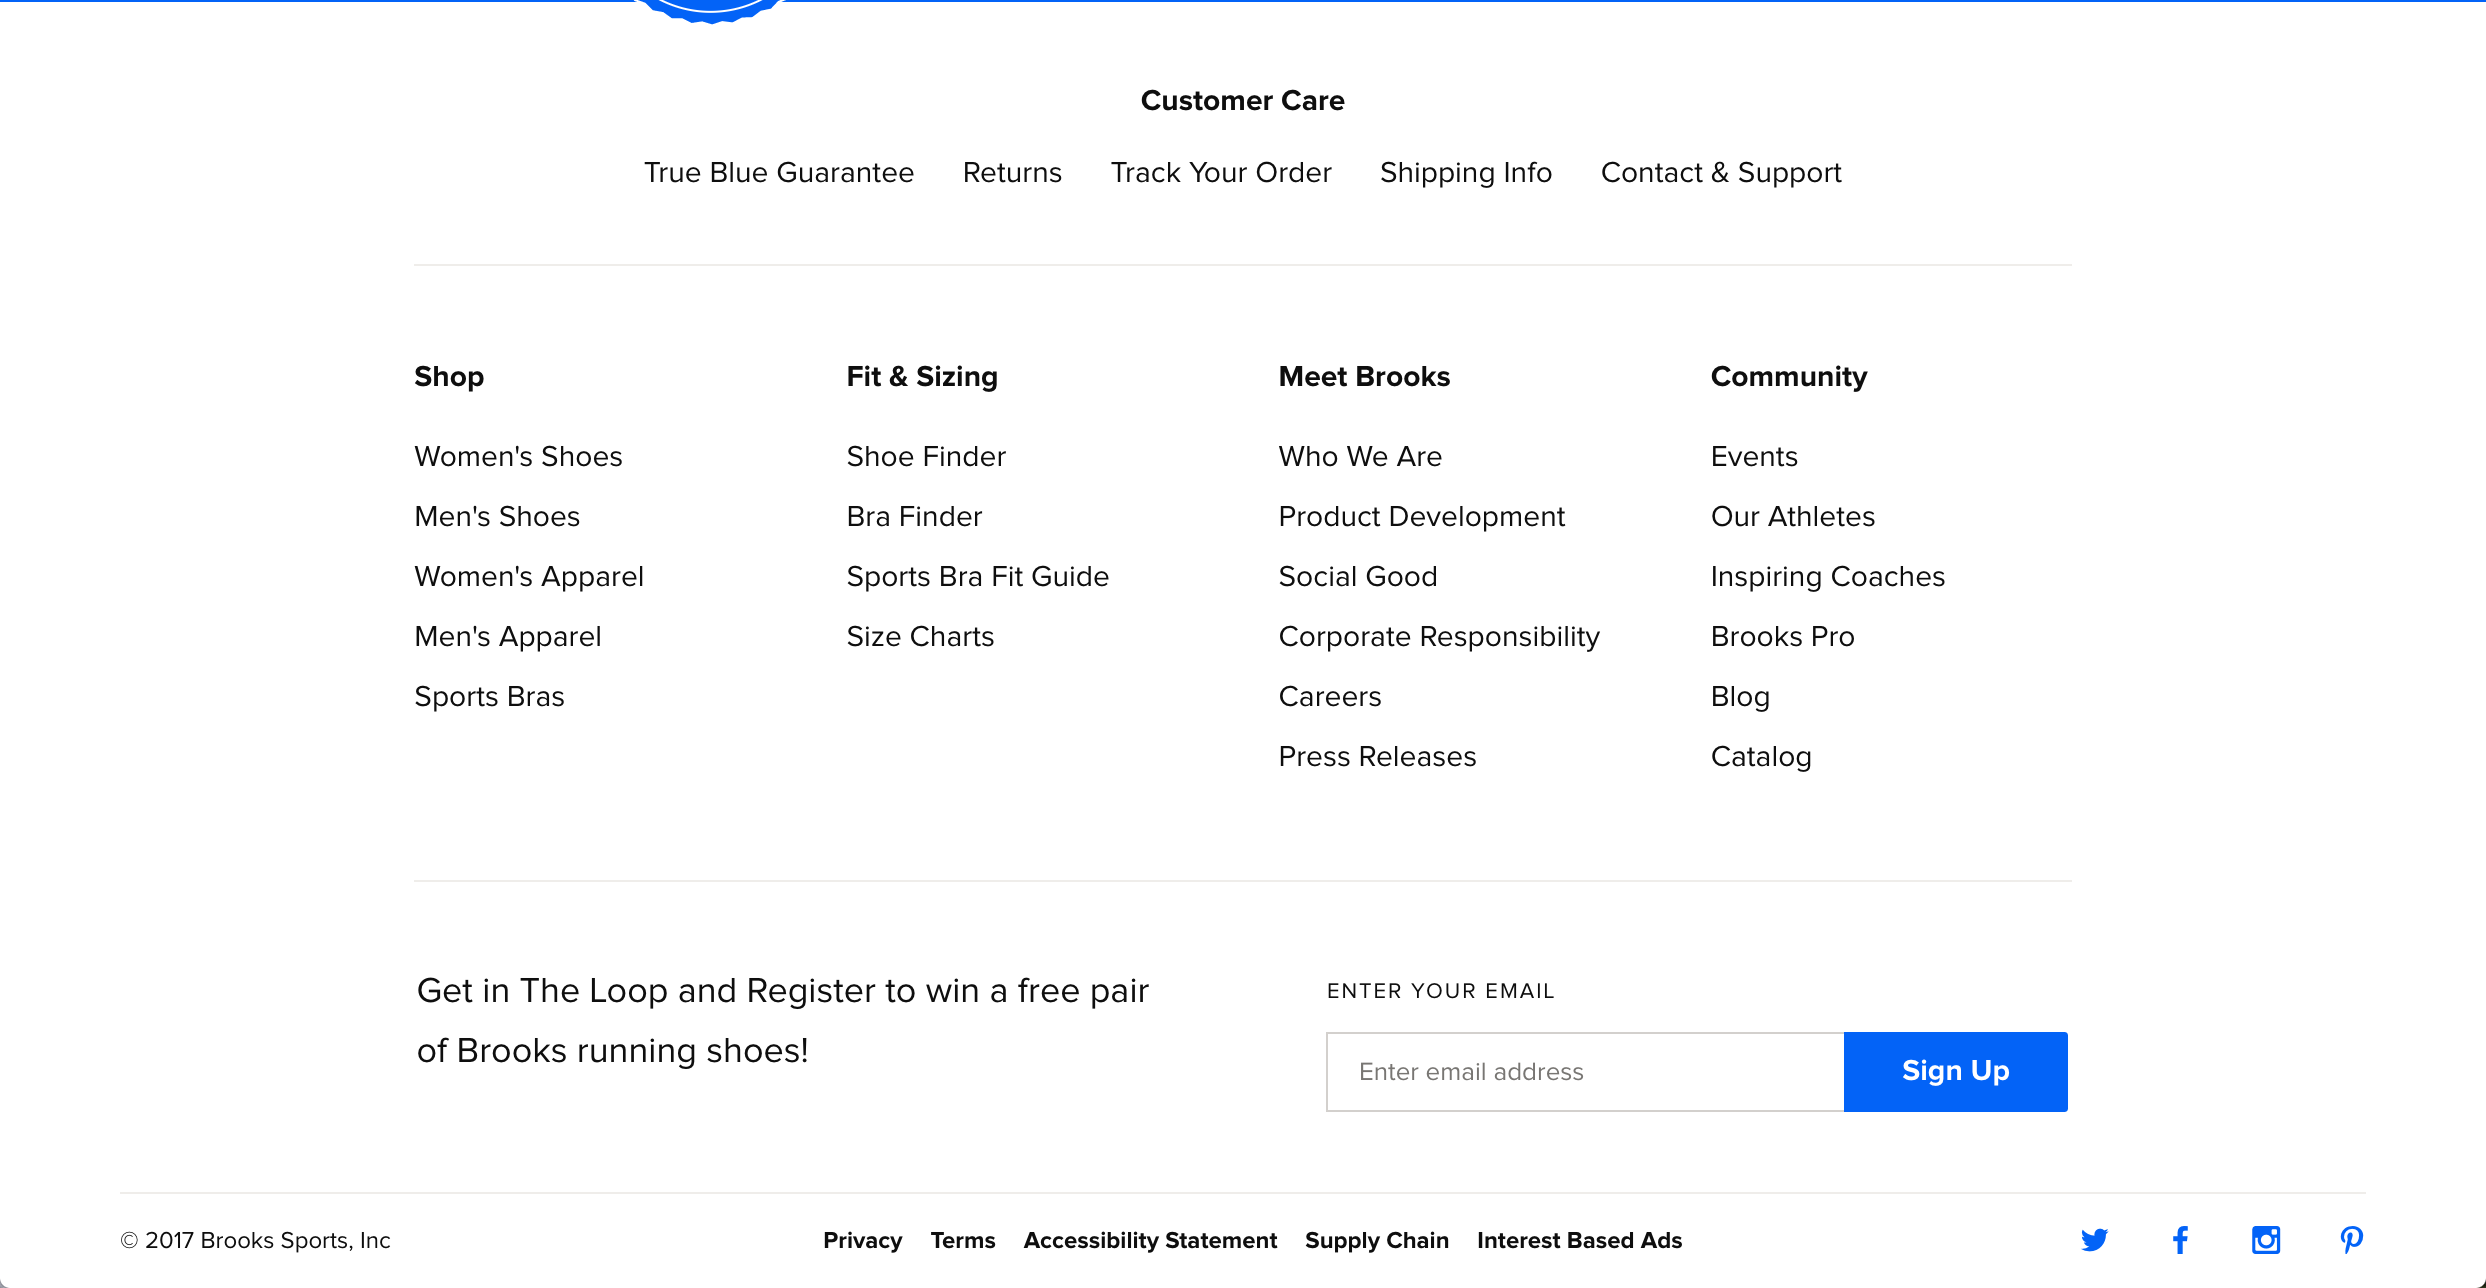 Customer Care
True Blue Guarantee Returns Track Your Order Shipping Info Contact & Support
Shop
Women's Shoes
Men's Shoes
Women's Apparel
Men's Apparel
Sports Bras
Fit & Sizing
Shoe Finder
Bra Finder
Sports Bra Fit Guide
Size Charts
Meet Brooks
Who We Are
Product Development
Social Good
Corporate Responsibility
Careers
Press Releases
Community
Events
Our Athletes
Inspiring Coaches
Brooks Pro
Blog
Catalog
Get in The Loop and Register to win a free pair
of Brooks running shoes!
ENTER YOUR EMAIL
Enter email address
Sign Up
© 2017 Brooks Sports, Inc
Privacy Terms Accessibility Statement Supply Chain Interest Based Ads